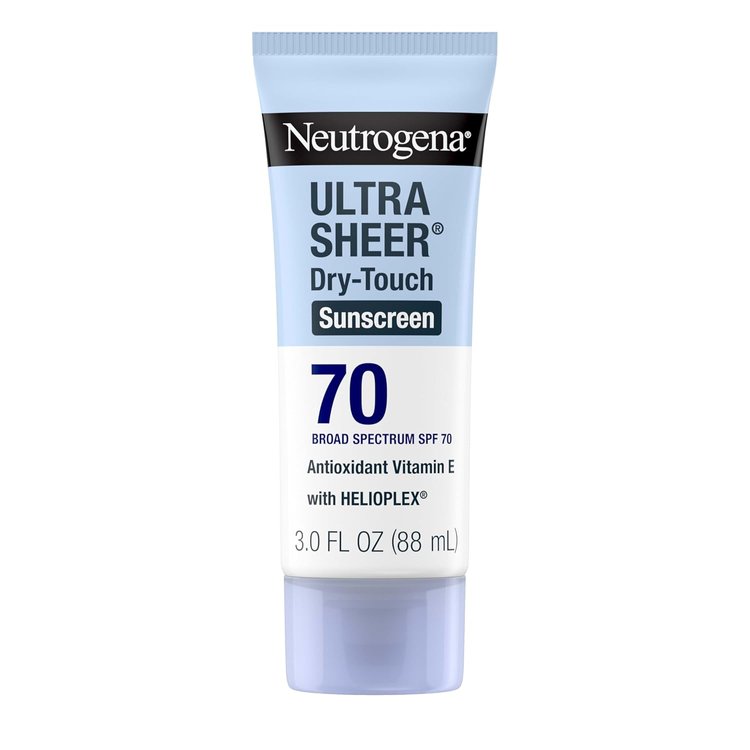 Neutrogena®
ULTRA
SHEER®
Dry-Touch
Sunscreen
70
BROAD SPECTRUM SPF 70
Antioxidant Vitamin E
with HELIOPLEX®
3.0 FL OZ (88 mL)